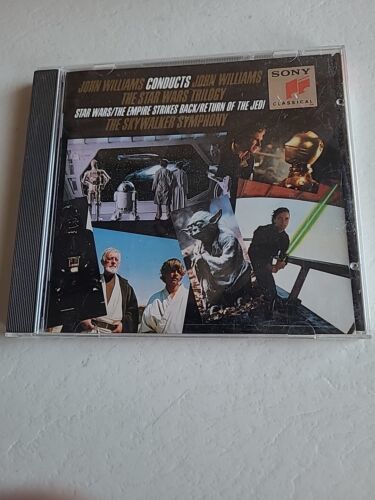 JOHN WILLIAMS CONDUCTS JOHN WILLIAMS
THE STAR WARS TRILOGY
STAR WARS/THE EMPIRE STRIKES BACK/RETURN OF THE JEDI
THE SKYWALKER SYMPHONY
SONY
CLASSICAL